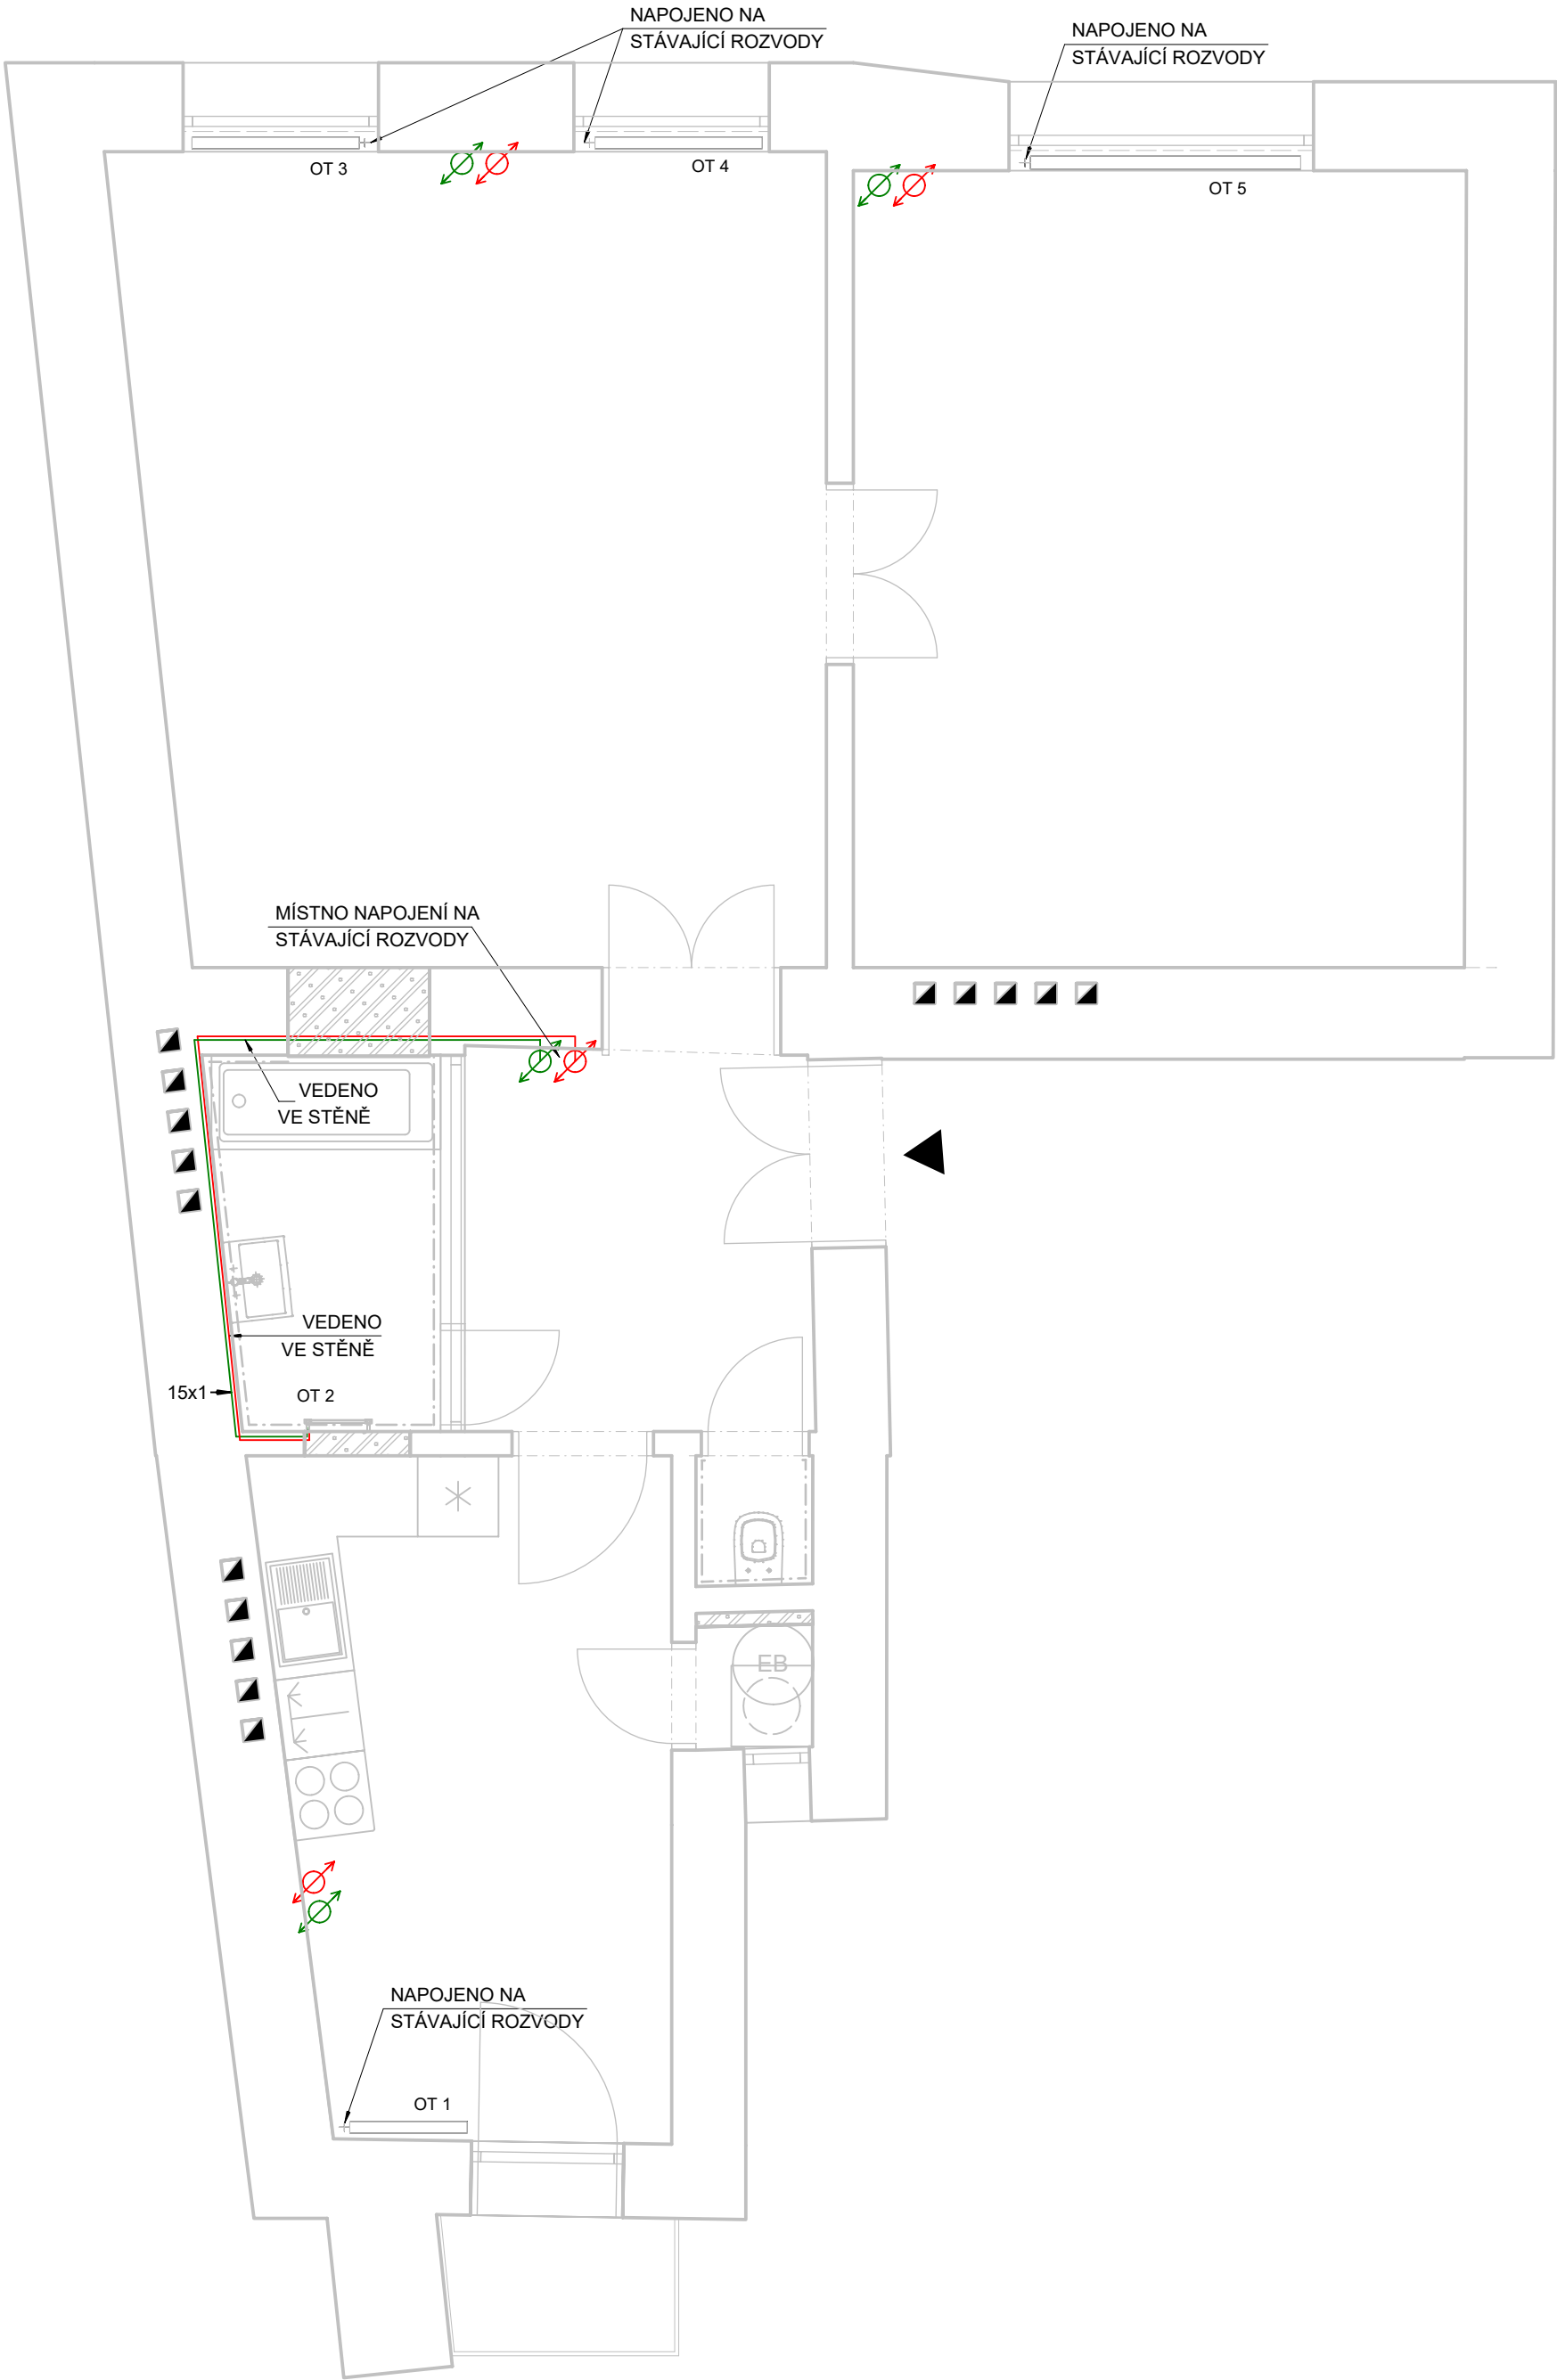 NAPOJENO NA
STÁVAJÍCÍ ROZVODY
NAPOJENO NA
STÁVAJÍCÍ ROZVODY
OT 3
OT 4
OT 5
MÍSTNO NAPOJENÍ NA
STÁVAJÍCÍ ROZVODY
VEDENO
VE STĚNĚ
VEDENO
VE STĚNĚ
15x1
OT 2
EB
NAPOJENO NA
STÁVAJÍCÍ ROZVODY
OT 1